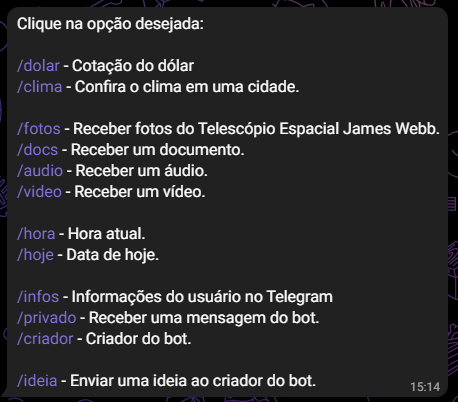 Clique na opção desejada:
/dolar - Cotação do dólar
/clima - Confira o clima em uma cidade.
/fotos - Receber fotos do Telescópio Espacial James Webb.
/docs - Receber um documento.
/audio - Receber um áudio.
/video - Receber um vídeo.
/hora - Hora atual.
/hoje - Data de hoje.
/infos - Informações do usuário no Telegram
/privado - Receber uma mensagem do bot.
/criador - Criador do bot.
/ideia - Enviar uma ideia ao criador do bot.
15:14